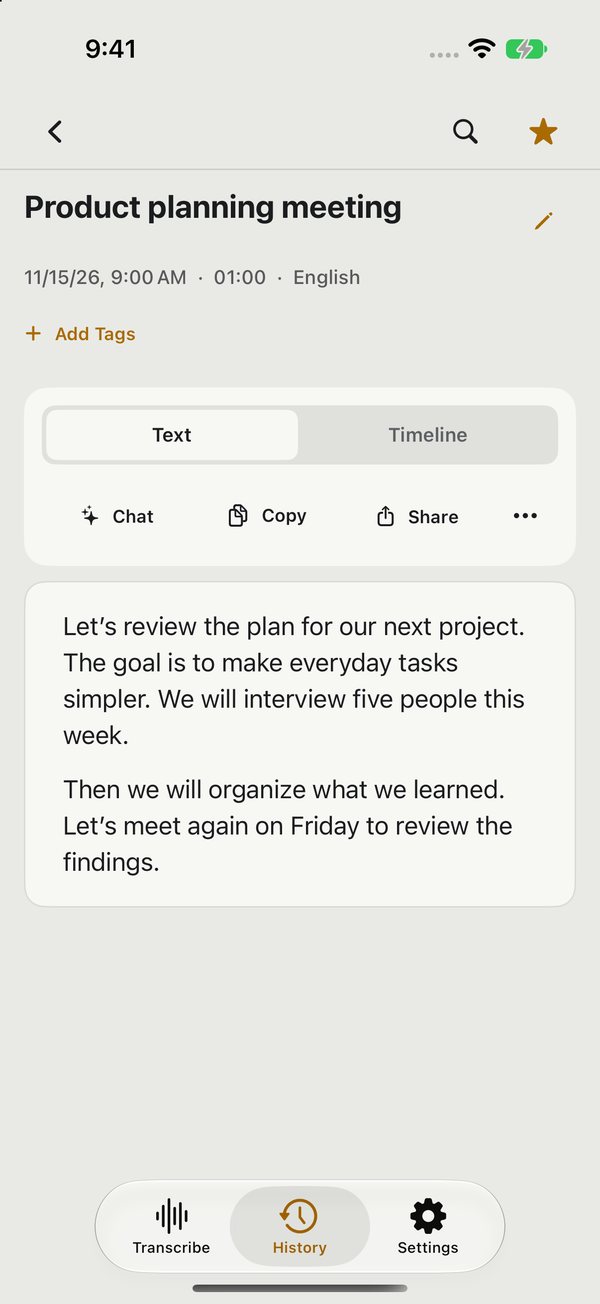 9:41
Product planning meeting
11/15/26, 9:00 AM · 01:00 · English
+ Add Tags
Text Timeline
Chat Copy Share
Let’s review the plan for our next project.
The goal is to make everyday tasks
simpler. We will interview five people this
week.
Then we will organize what we learned.
Let’s meet again on Friday to review the
findings.
Transcribe History Settings